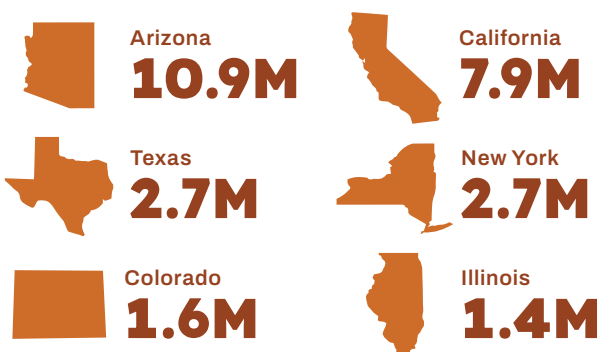 Arizona
10.9M
California
7.9M
Texas
2.7M
New York
2.7M
Colorado
1.6M
Illinois
1.4M